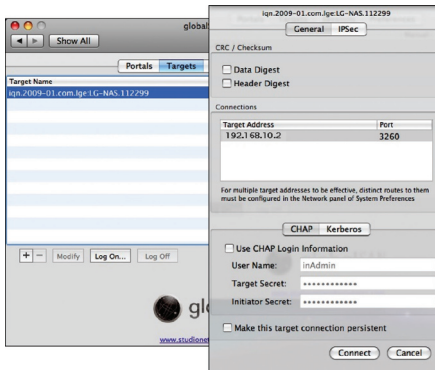 globals
Show All
Portals Targets
Target Name
iqn.2009-01.com.lge:LG-NAS.112299
+ − Modify Log On... Log Off
glo
www.studione
iqn.2009-01.com.lge:LG-NAS.112299
General IPSec
CRC / Checksum
Data Digest
Header Digest
Connections
Target Address Port
192.168.10.2 3260
For multiple target addresses to be effective, distinct routes to them
must be configured in the Network panel of System Preferences
CHAP Kerberos
Use CHAP Login Information
User Name: inAdmin
Target Secret: ••••••••••••
Initiator Secret: ••••••••••••
Make this target connection persistent
Connect Cancel